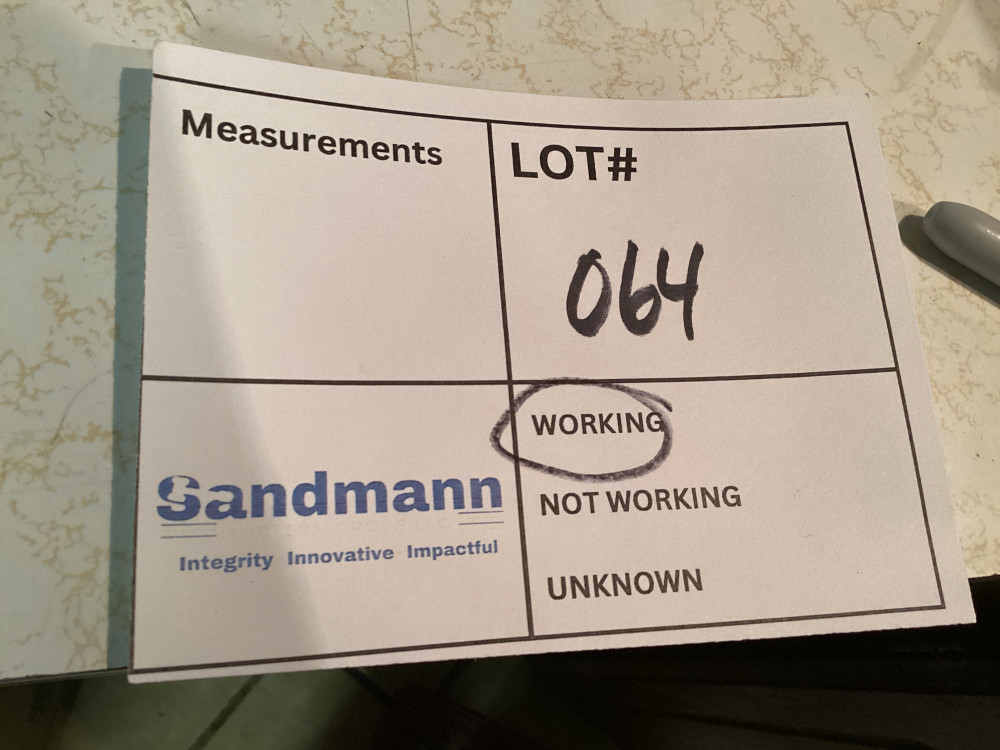 Measurements
LOT#
064
WORKING
NOT WORKING
UNKNOWN
Sandmann
Integrity Innovative Impactful